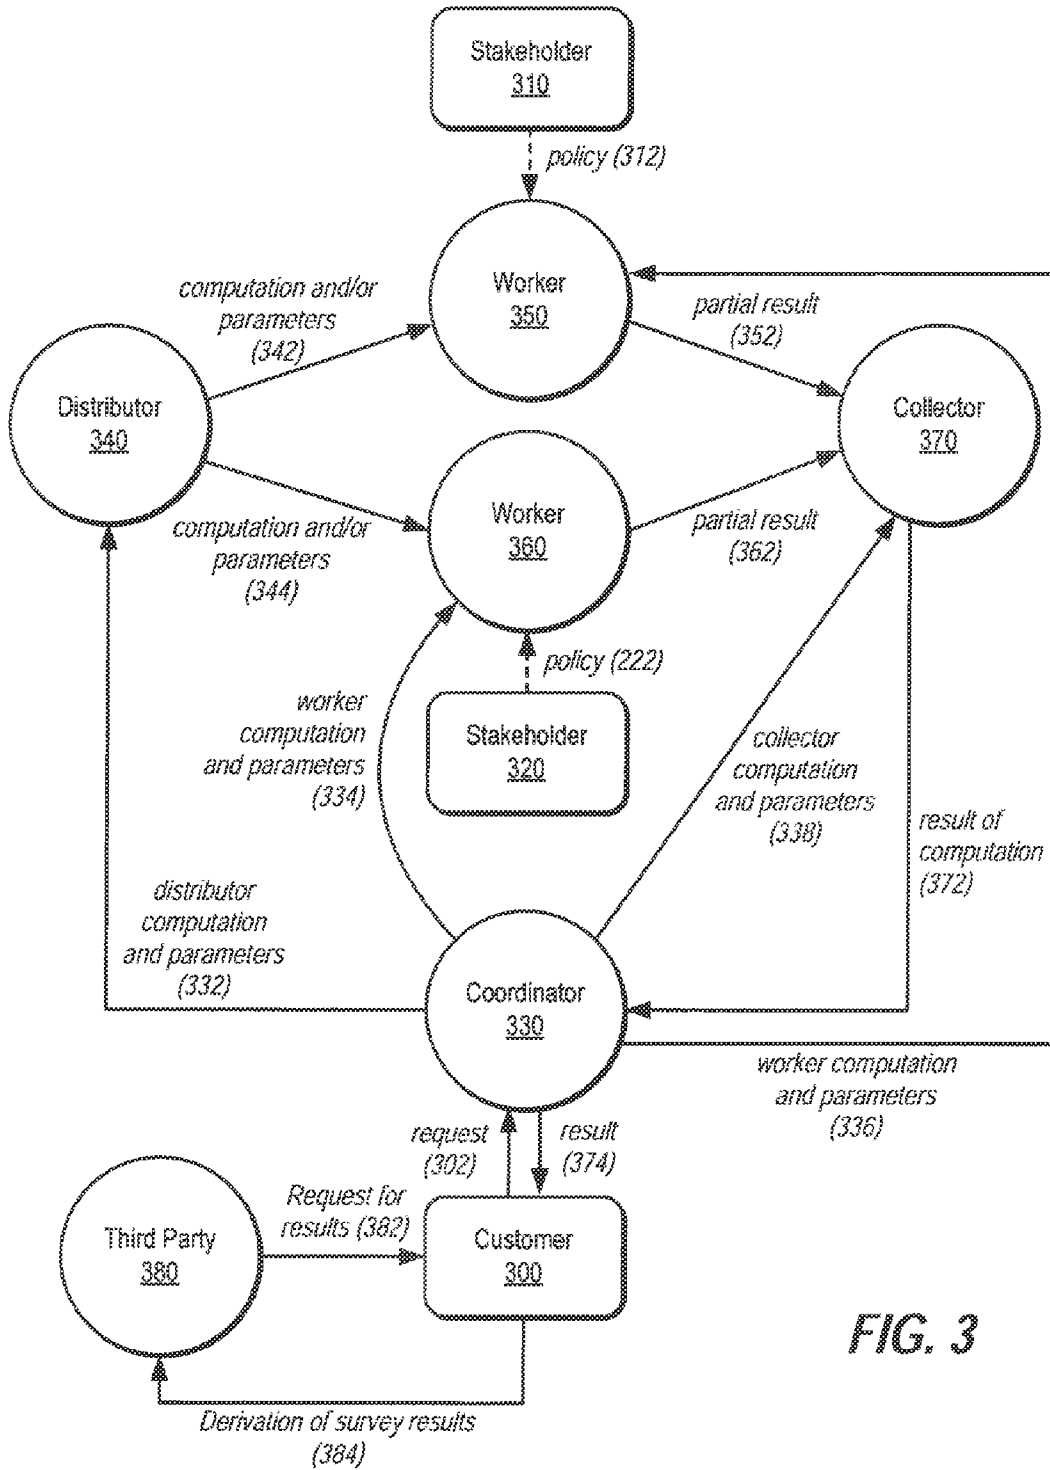 Stakeholder
310
policy (312)
Worker
350
computation and/or
parameters
(342)
partial result
(352)
Distributor
340
Collector
370
Worker
360
computation and/or
parameters
(344)
partial result
(362)
policy (222)
Stakeholder
320
worker
computation
and parameters
(334)
collector
computation
and parameters
(338)
result of
computation
(372)
distributor
computation
and parameters
(332)
Coordinator
330
worker computation
and parameters
(336)
request
(302)
result
(374)
Third Party
380
Request for
results (382)
Customer
300
FIG. 3
Derivation of survey results
(384)